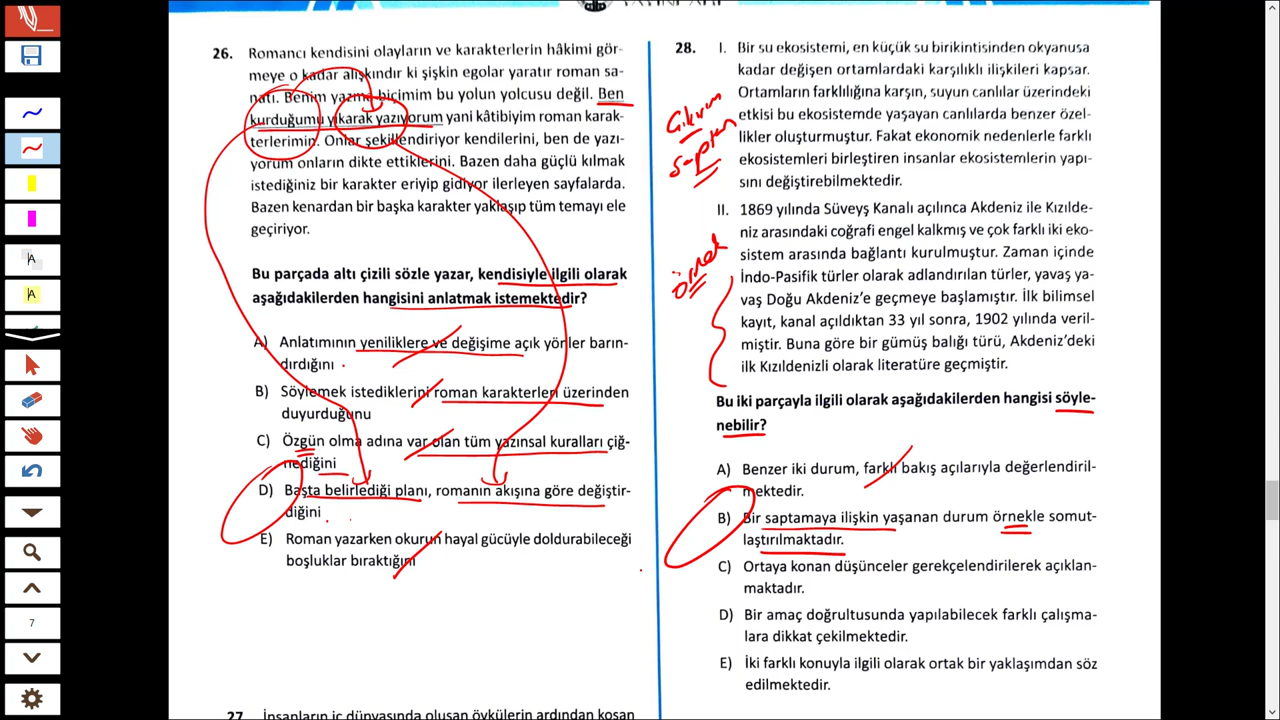 26. Romancı kendisini olayların ve karakterlerin hâkimi gör-
meye o kadar alışkındır ki şişkin egolar yaratır roman sa-
natı. Benim yazma biçimim bu yolun yolcusu değil. Ben
kurduğumu yıkarak yazıyorum yani kâtibiyim roman karak-
terlerimin. Onlar şekillendiriyor kendilerini, ben de yazı-
yorum onların dikte ettiklerini. Bazen daha güçlü kılmak
istediğiniz bir karakter eriyip gidiyor ilerleyen sayfalarda.
Bazen kenardan bir başka karakter yaklaşıp tüm temayı ele
geçiriyor.
Bu parçada altı çizili sözle yazar, kendisiyle ilgili olarak
aşağıdakilerden hangisini anlatmak istemektedir?
A) Anlatımının yeniliklere ve değişime açık yönler barın-
dırdığını
B) Söylemek istediklerini roman karakterleri üzerinden
duyurduğunu
C) Özgün olma adına var olan tüm yazınsal kuralları çiğ-
nediğini
D) Başta belirlediği planı, romanın akışına göre değiştir-
diğini
E) Roman yazarken okurun hayal gücüyle doldurabileceği
boşluklar bıraktığını
27. İnsanların iç dünyasında oluşan öykülerin ardından koşan
28. I. Bir su ekosistemi, en küçük su birikintisinden okyanusa
kadar değişen ortamlardaki karşılıklı ilişkileri kapsar.
Ortamların farklılığına karşın, suyun canlılar üzerindeki
etkisi bu ekosistemde yaşayan canlılarda benzer özel-
likler oluşturmuştur. Fakat ekonomik nedenlerle farklı
ekosistemleri birleştiren insanlar ekosistemlerin yapı-
sını değiştirebilmektedir.
II. 1869 yılında Süveyş Kanalı açılınca Akdeniz ile Kızılde-
niz arasındaki coğrafi engel kalkmış ve çok farklı iki eko-
sistem arasında bağlantı kurulmuştur. Zaman içinde
İndo-Pasifik türler olarak adlandırılan türler, yavaş ya-
vaş Doğu Akdeniz'e geçmeye başlamıştır. İlk bilimsel
kayıt, kanal açıldıktan 33 yıl sonra, 1902 yılında veril-
miştir. Buna göre bir gümüş balığı türü, Akdeniz'deki
ilk Kızıldenizli olarak literatüre geçmiştir.
örnek
Bu iki parçayla ilgili olarak aşağıdakilerden hangisi söyle-
nebilir?
A) Benzer iki durum, farklı bakış açılarıyla değerlendiril-
mektedir.
B) Bir saptamaya ilişkin yaşanan durum örnekle somut-
laştırılmaktadır.
C) Ortaya konan düşünceler gerekçelendirilerek açıklan-
maktadır.
D) Bir amaç doğrultusunda yapılabilecek farklı çalışma-
lara dikkat çekilmektedir.
E) İki farklı konuyla ilgili olarak ortak bir yaklaşımdan söz
edilmektedir.
A
A
7